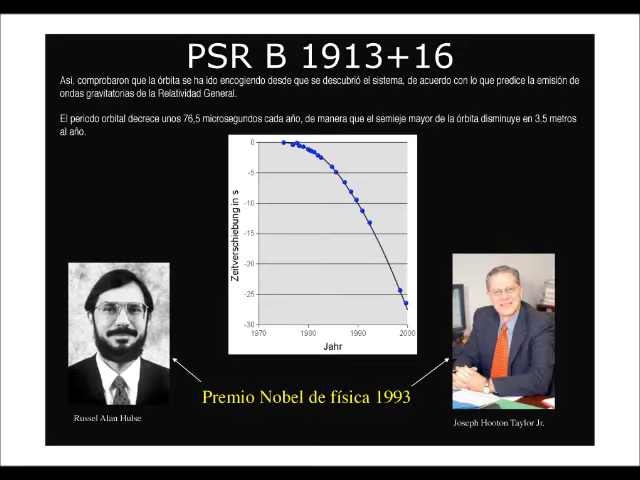 PSR B 1913+16
Asi, comprobaron que la órbita se ha ido encogiendo desde que se descubrió el sistema, de acuerdo con lo que predice la emisión de
ondas gravitatorias de la Relatividad General.
El periodo orbital decrece unos 76,5 microsegundos cada año, de manera que el semieje mayor de la órbita disminuye en 3,5 metros
al año.
Zeitverschiebung in s
0
-5
-10
-15
-20
-25
-30
1970 1980 1990 2000
Jahr
Premio Nobel de física 1993
Russel Alan Hulse
Joseph Hooton Taylor Jr.